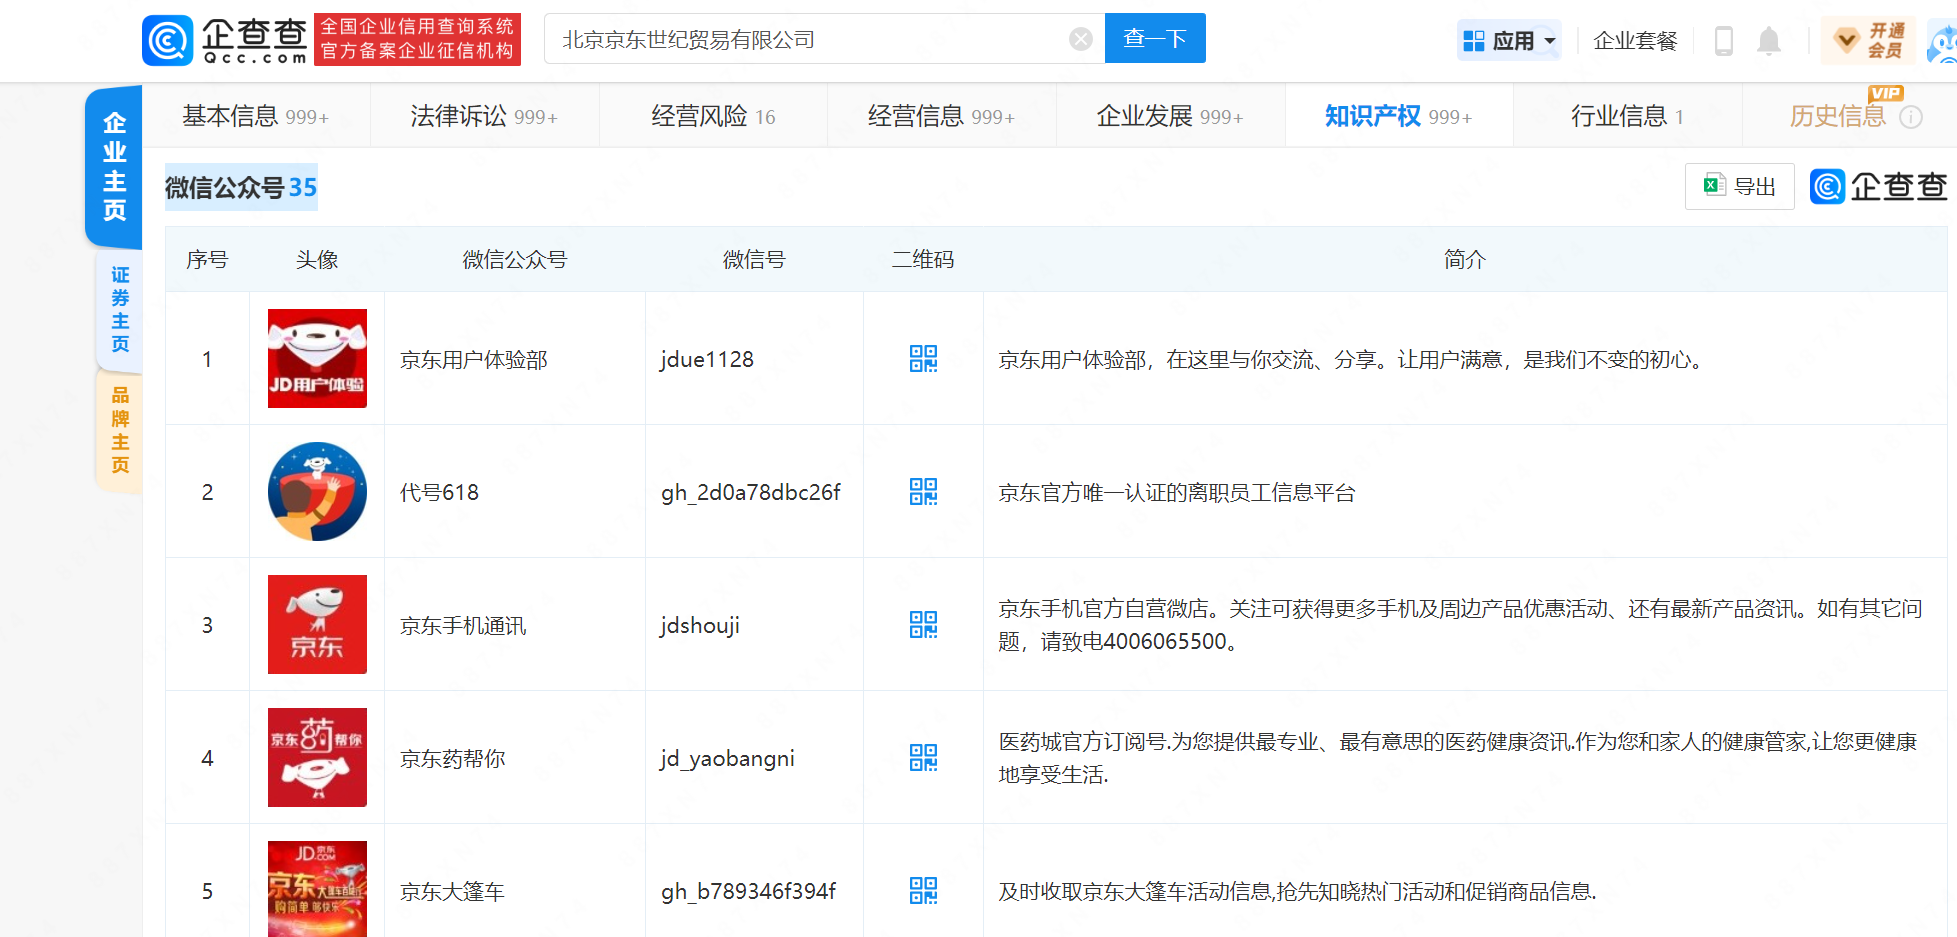 企查查
Qcc.com
全国企业信用查询系统
官方备案企业征信机构
北京京东世纪贸易有限公司
查一下
应用
企业套餐
开通
会员
企业主页
证券主页
品牌主页
基本信息 999+
法律诉讼 999+
经营风险 16
经营信息 999+
企业发展 999+
知识产权 999+
行业信息 1
历史信息
VIP
微信公众号 35
导出
企查查
序号 头像 微信公众号 微信号 二维码 简介
1
JD用户体验
京东用户体验部
jdue1128
京东用户体验部，在这里与你交流、分享。让用户满意，是我们不变的初心。
2
代号618
gh_2d0a78dbc26f
京东官方唯一认证的离职员工信息平台
3
京东
京东手机通讯
jdshouji
京东手机官方自营微店。关注可获得更多手机及周边产品优惠活动、还有最新产品资讯。如有其它问
题，请致电4006065500。
4
京东药帮你
京东药帮你
jd_yaobangni
医药城官方订阅号.为您提供最专业、最有意思的医药健康资讯.作为您和家人的健康管家,让您更健康
地享受生活.
5
JD京东
.COM
京东
购简单 够快乐
京东大篷车
gh_b789346f394f
及时收取京东大篷车活动信息,抢先知晓热门活动和促销商品信息.